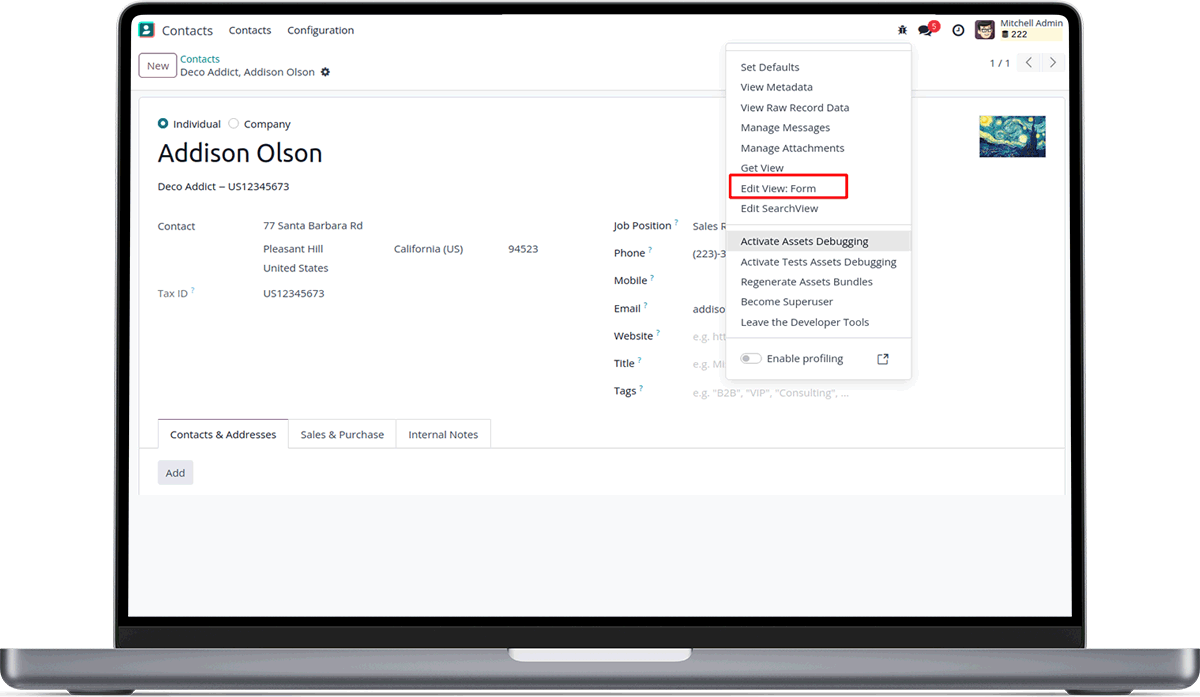 Contacts Contacts Configuration 5 Mitchell Admin
222
New Contacts
Deco Addict, Addison Olson
1 / 1
Individual Company
Addison Olson
Deco Addict – US12345673
Contact 77 Santa Barbara Rd
Pleasant Hill California (US) 94523
United States
Tax ID ? US12345673
Job Position ? Sales R
Phone ? (223)-3
Mobile ?
Email ? addiso
Website ? e.g. htt
Title ? e.g. Mi
Tags ? e.g. "B2B", "VIP", "Consulting", ...
Set Defaults
View Metadata
View Raw Record Data
Manage Messages
Manage Attachments
Get View
Edit View: Form
Edit SearchView
Activate Assets Debugging
Activate Tests Assets Debugging
Regenerate Assets Bundles
Become Superuser
Leave the Developer Tools
Enable profiling
Contacts & Addresses Sales & Purchase Internal Notes
Add